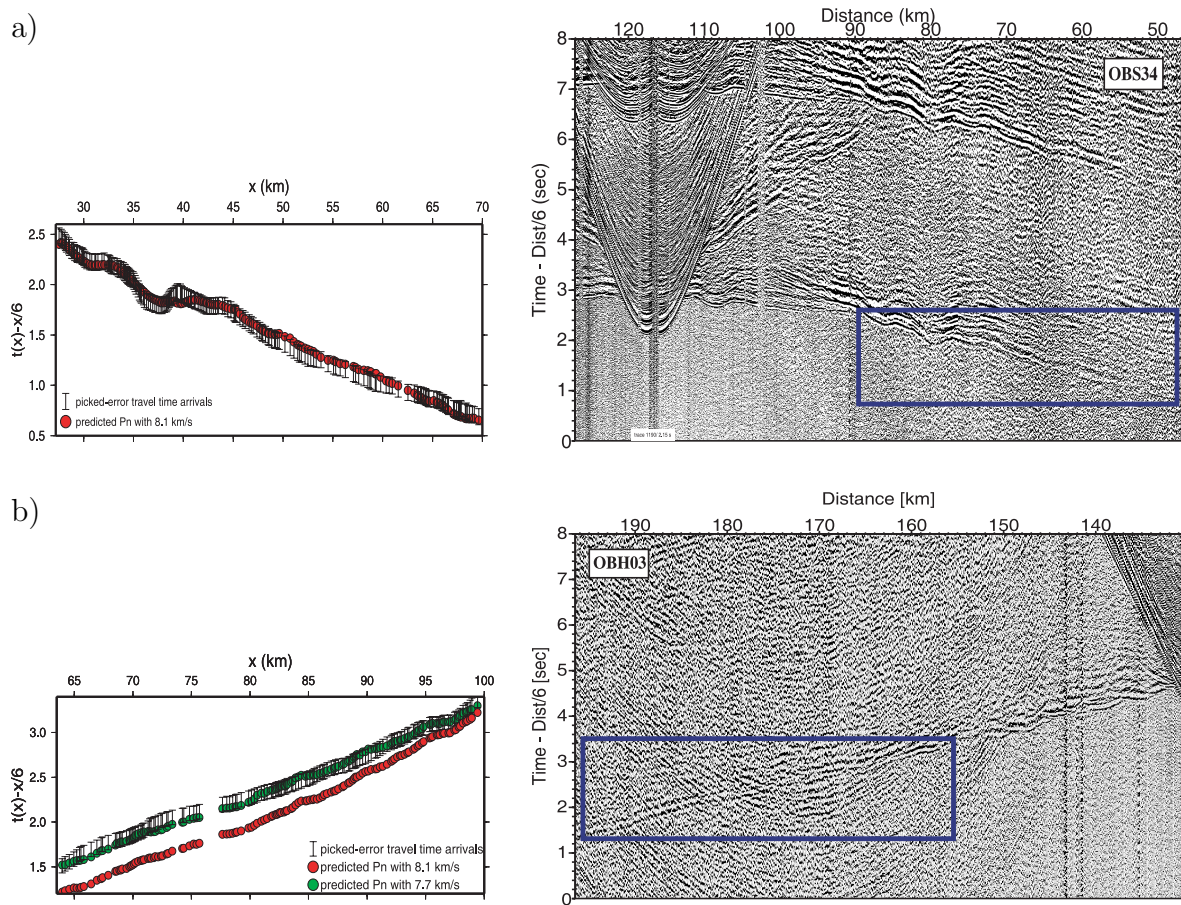 a)
x (km)
30 35 40 45 50 55 60 65 70
t(x)-x/6
2.5
2.0
1.5
1.0
0.5
picked-error travel time arrivals
predicted Pn with 8.1 km/s
Distance (km)
120 110 100 90 80 70 60 50
Time - Dist/6 (sec)
8
7
6
5
4
3
2
1
0
OBS34
trace 1190/ 2.15 s
b)
x (km)
65 70 75 80 85 90 95 100
t(x)-x/6
3.0
2.5
2.0
1.5
picked-error travel time arrivals
predicted Pn with 8.1 km/s
predicted Pn with 7.7 km/s
Distance [km]
190 180 170 160 150 140
Time - Dist/6 [sec]
8
7
6
5
4
3
2
1
0
OBH03